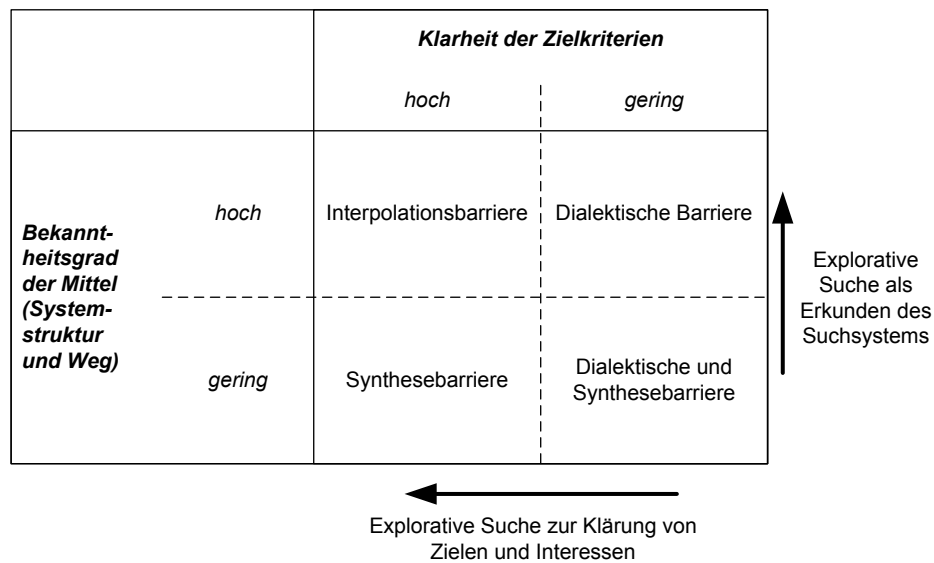 Klarheit der Zielkriterien
hoch
gering
Bekannt-
heitsgrad
der Mittel
(System-
struktur
und Weg)
hoch
Interpolationsbarriere
Dialektische Barriere
gering
Synthesebarriere
Dialektische und
Synthesebarriere
Explorative
Suche als
Erkunden des
Suchsystems
Explorative Suche zur Klärung von
Zielen und Interessen